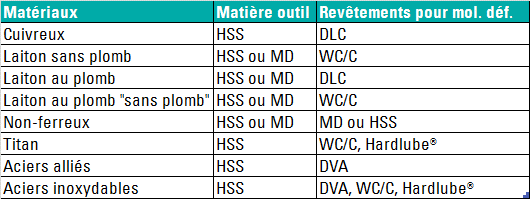 Matériaux Matière outil Revêtements pour mol. déf.
Cuivreux HSS DLC
Laiton sans plomb HSS ou MD WC/C
Laiton au plomb HSS ou MD DLC
Laiton au plomb "sans plomb" HSS ou MD WC/C
Non-ferreux HSS ou MD MD ou HSS
Titan HSS WC/C, Hardlube®
Aciers alliés HSS DVA
Aciers inoxydables HSS DVA, WC/C, Hardlube®